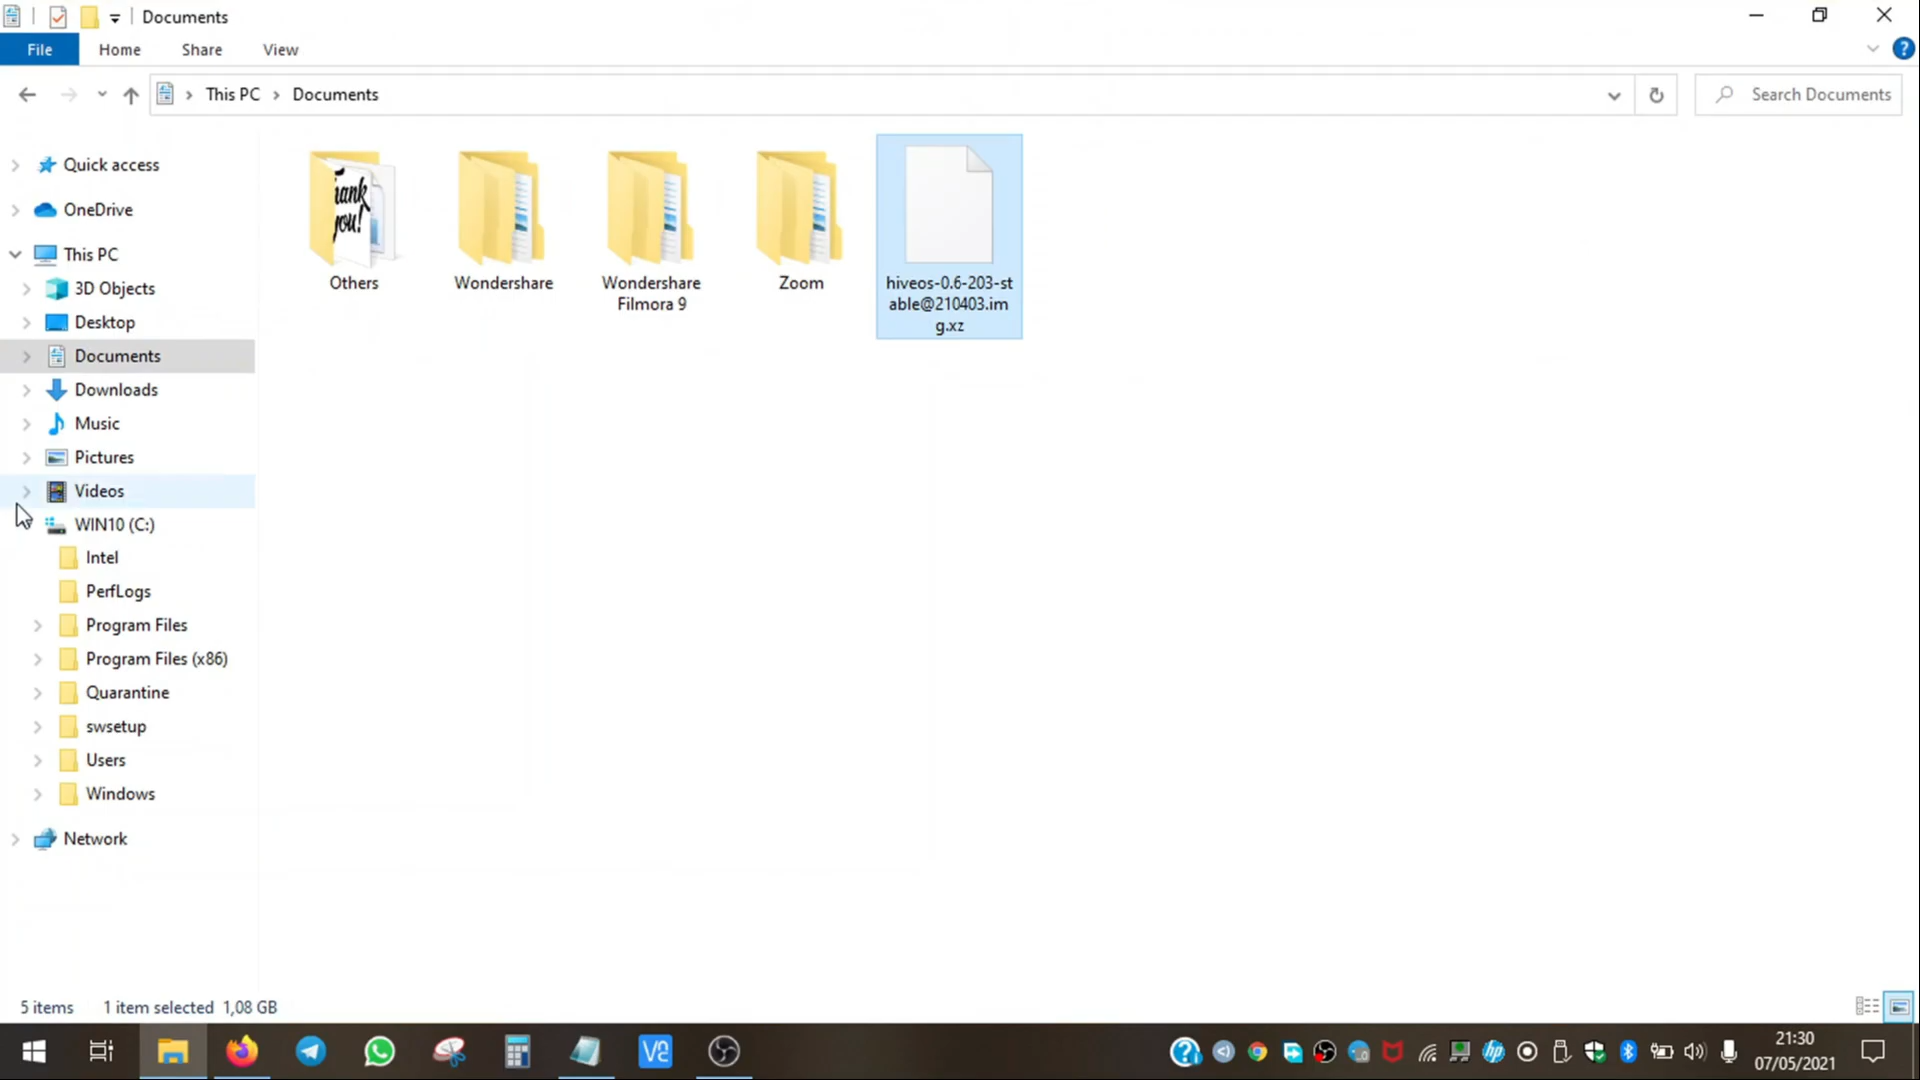 Documents
File Home Share View
This PC Documents
Search Documents
Quick access
OneDrive
This PC
3D Objects
Desktop
Documents
Downloads
Music
Pictures
Videos
WIN10 (C:)
Intel
PerfLogs
Program Files
Program Files (x86)
Quarantine
swsetup
Users
Windows
Network
hank
you!
Others
Wondershare
Wondershare
Filmora 9
Zoom
hiveos-0.6-203-st
able@210403.im
g.xz
5 items 1 item selected 1,08 GB
21:30
07/05/2021